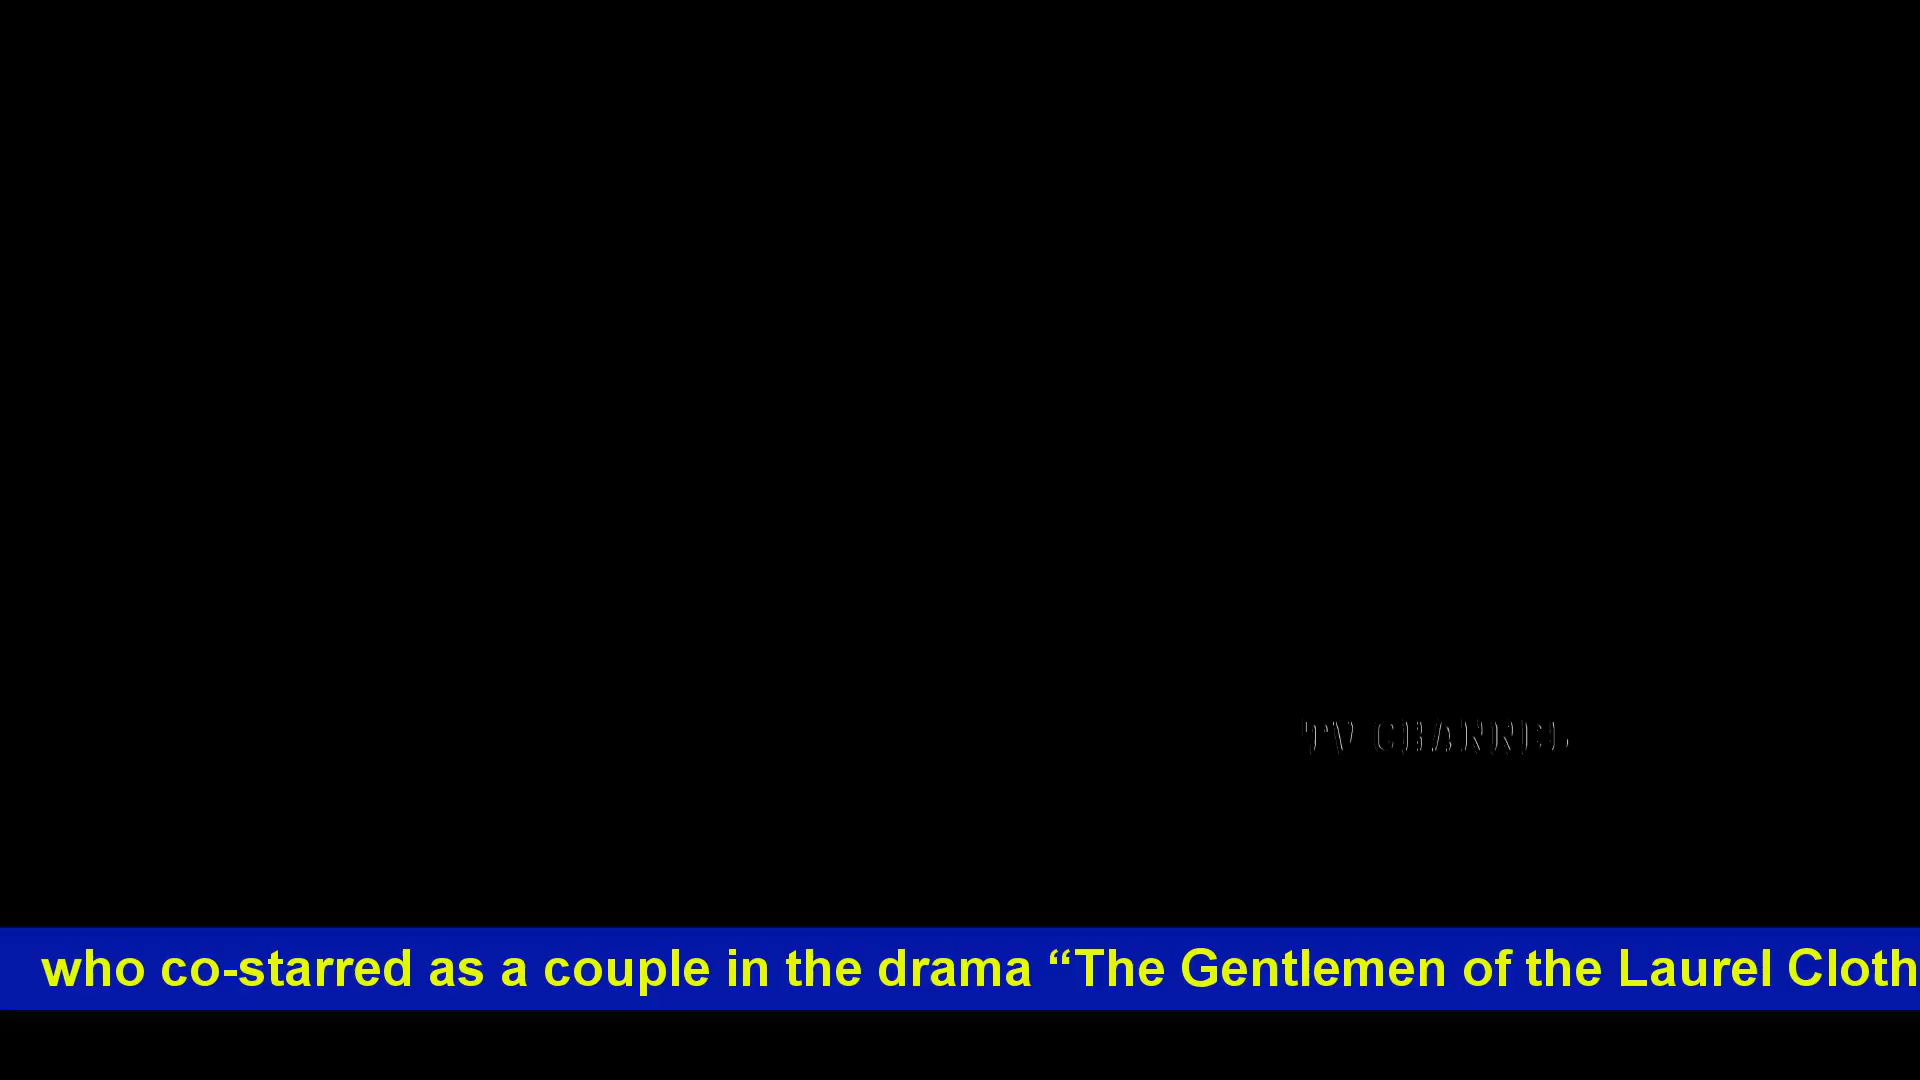 TV CHANNEL
who co-starred as a couple in the drama “The Gentlemen of the Laurel Cloth